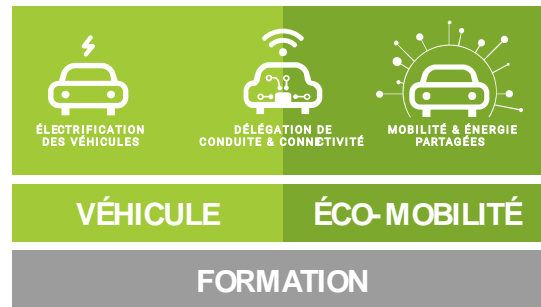 ÉLECTRIFICATION
DES VÉHICULES
DÉLÉGATION DE
CONDUITE & CONNECTIVITÉ
MOBILITÉ & ÉNERGIE
PARTAGÉES
VÉHICULE
ÉCO-MOBILITÉ
FORMATION